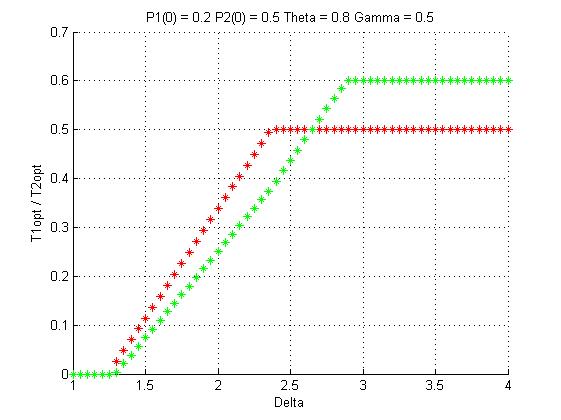 P1(0) = 0.2 P2(0) = 0.5 Theta = 0.8 Gamma = 0.5
0.7
0.6
0.5
0.4
0.3
0.2
0.1
0
T1opt / T2opt
1 1.5 2 2.5 3 3.5 4
Delta